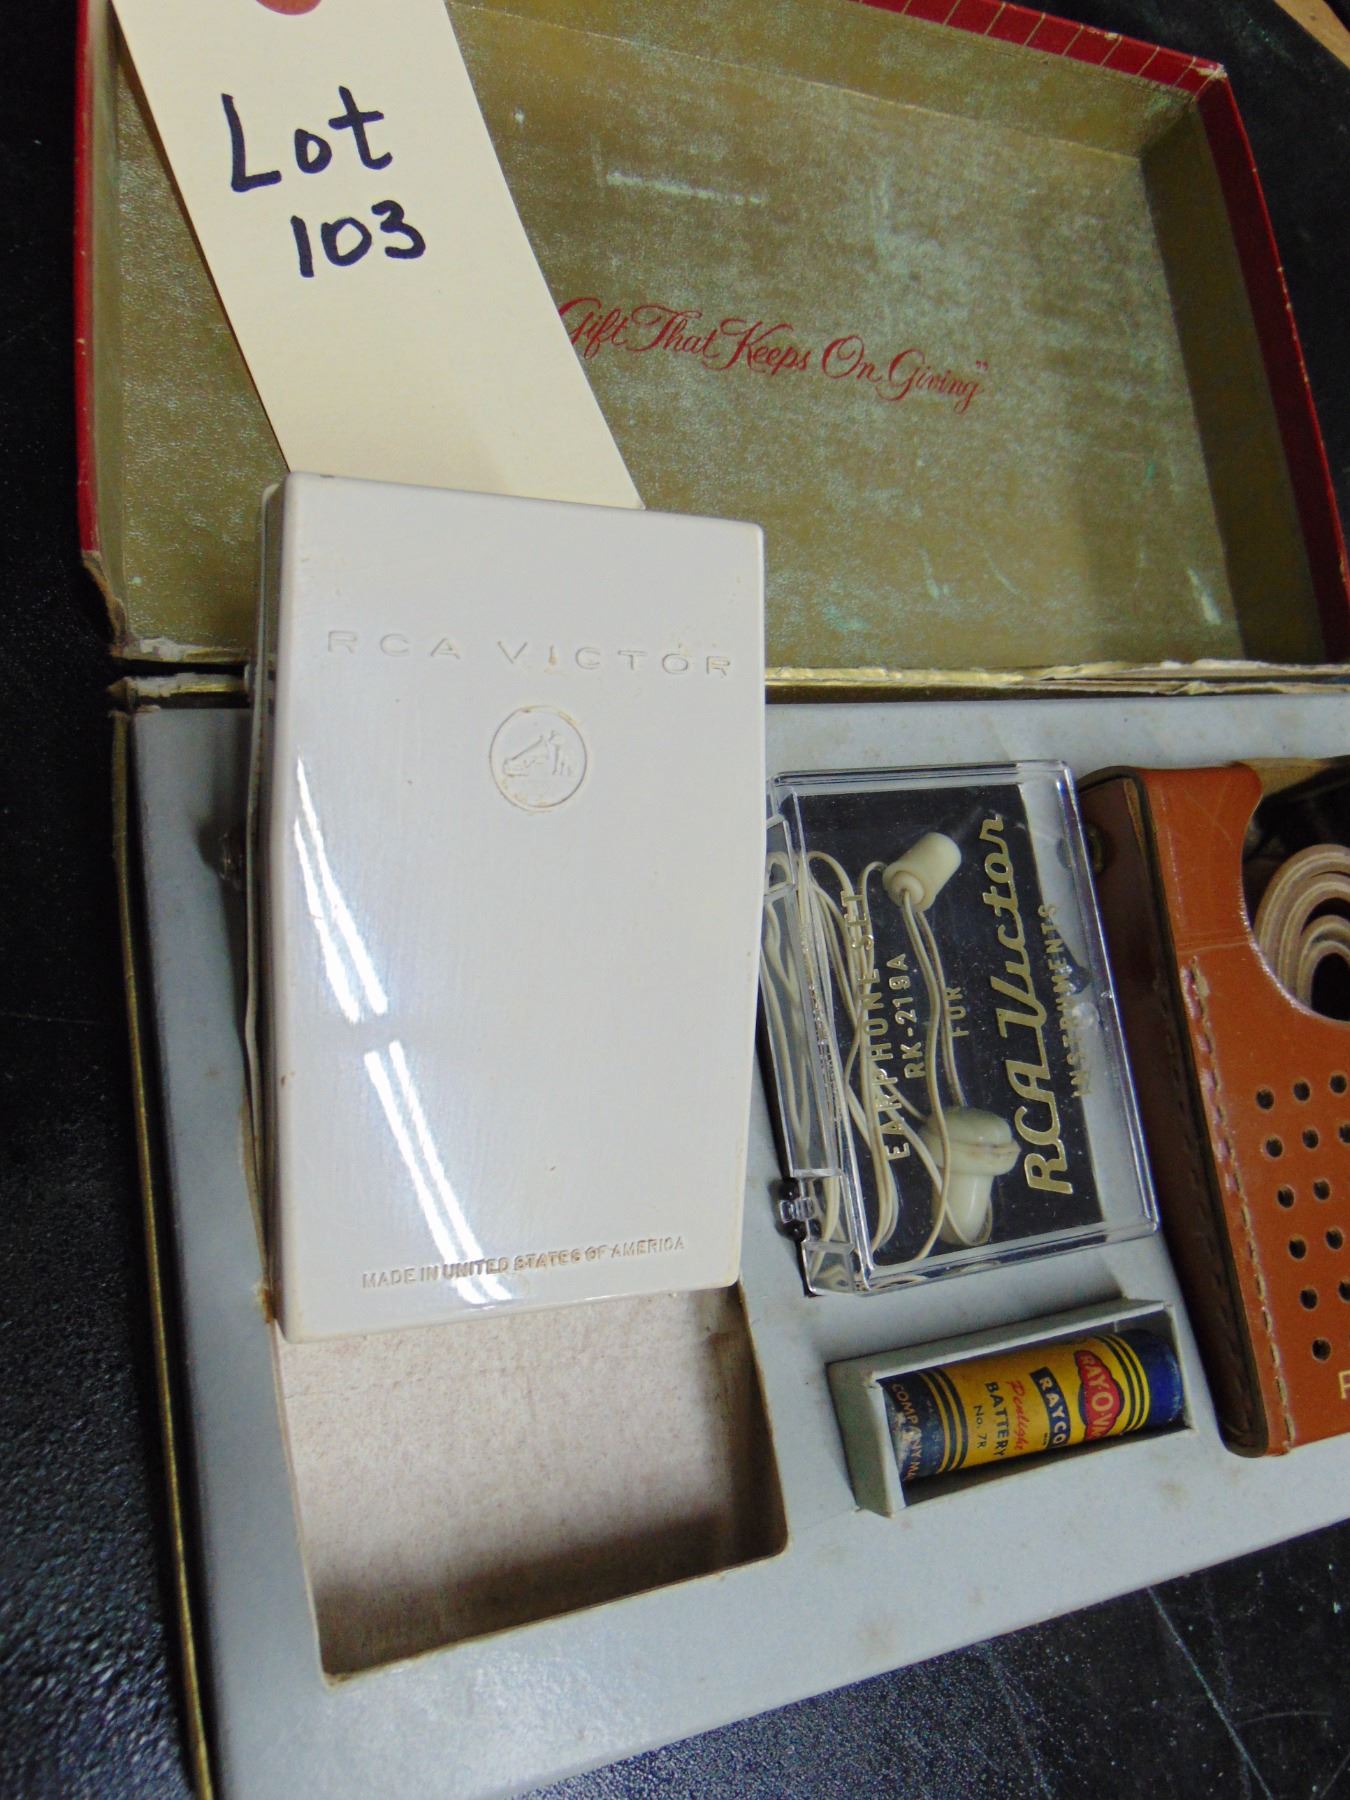 Lot
103
Gift That Keeps On Giving"
RCA VICTOR
MADE IN UNITED STATES OF AMERICA
EARPHONE SET
RK-219A
FOR
RCA Victor
INSTRUMENTS
RAYCO
Penlight
BATTERY
No. 7R
COMPANY